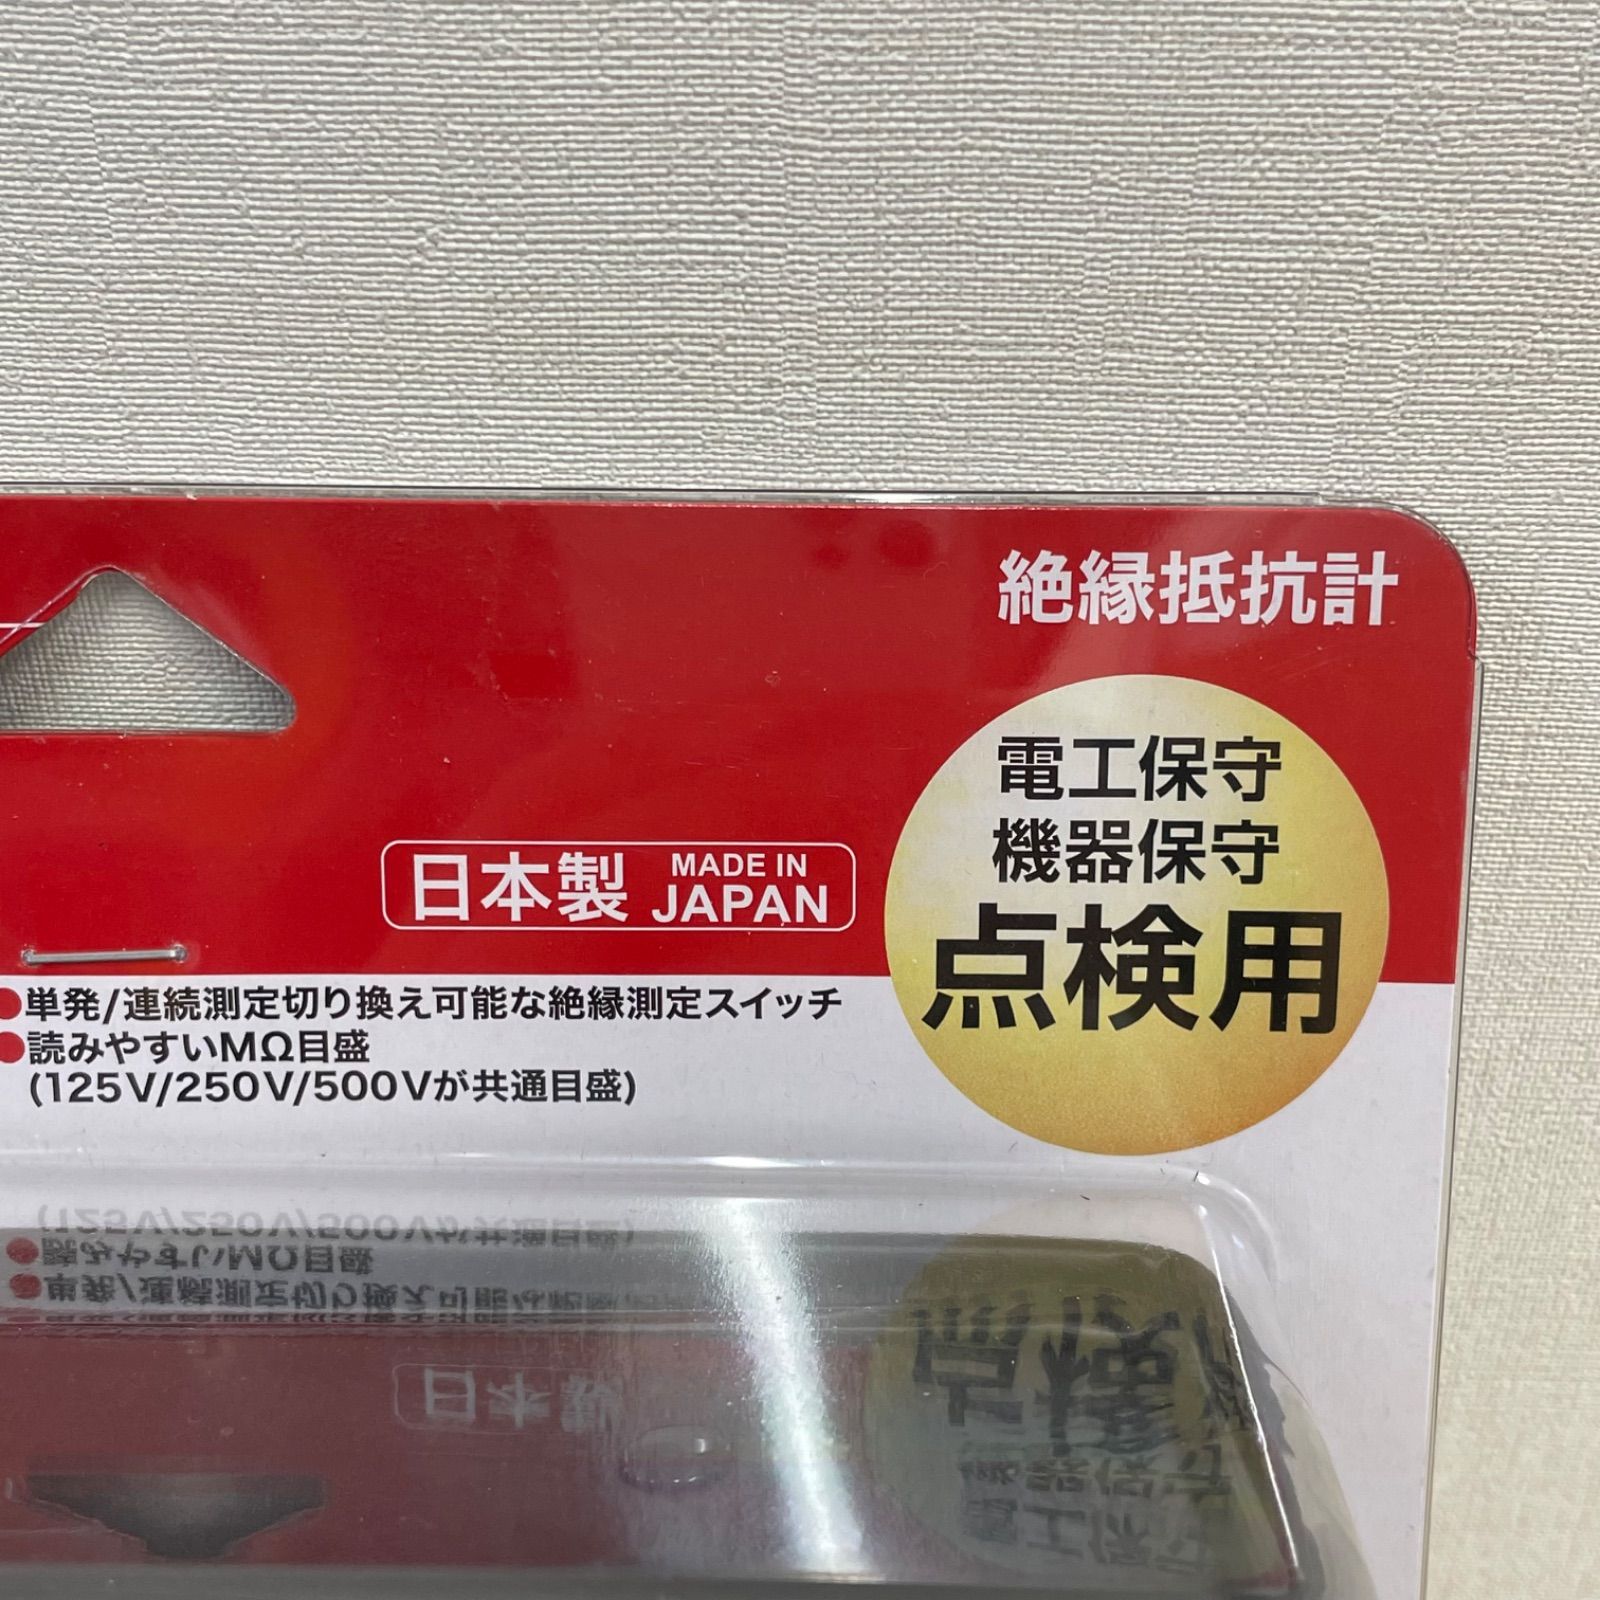 絶縁抵抗計
電工保守
機器保守
点検用
日本製 MADE IN JAPAN
●単発/連続測定切り換え可能な絶縁測定スイッチ
●読みやすいMΩ目盛
(125V/250V/500Vが共通目盛)